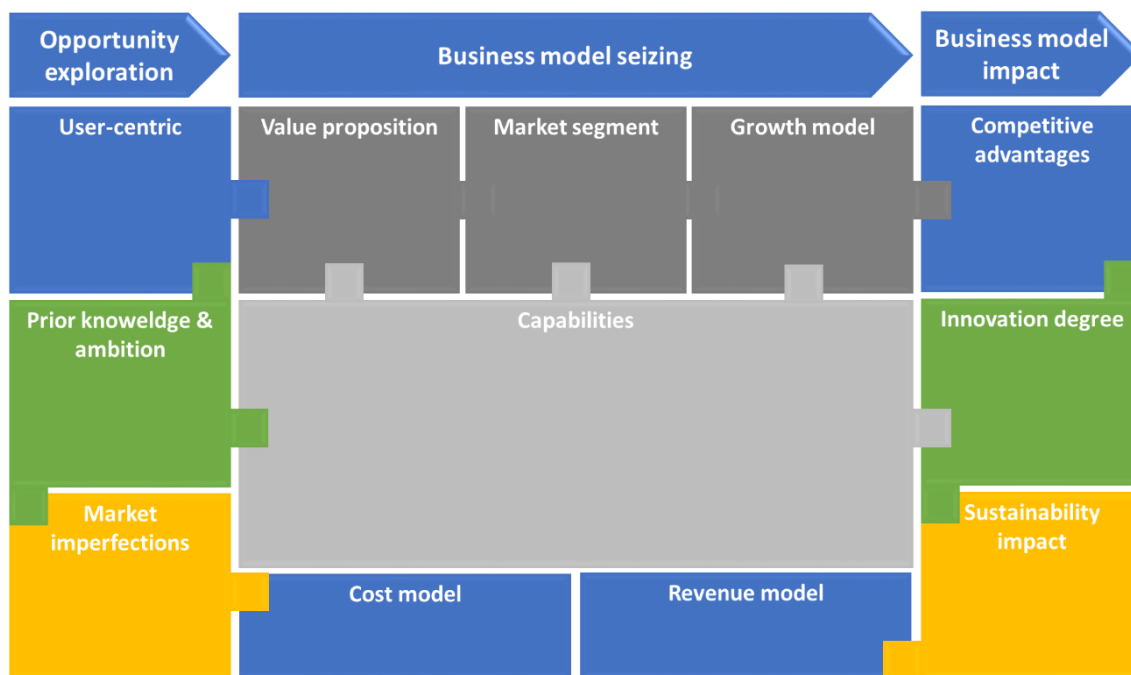 Opportunity
exploration
Business model seizing
Business model
impact
User-centric
Value proposition
Market segment
Growth model
Competitive
advantages
Prior knoweldge &
ambition
Capabilities
Innovation degree
Market
imperfections
Sustainability
impact
Cost model
Revenue model